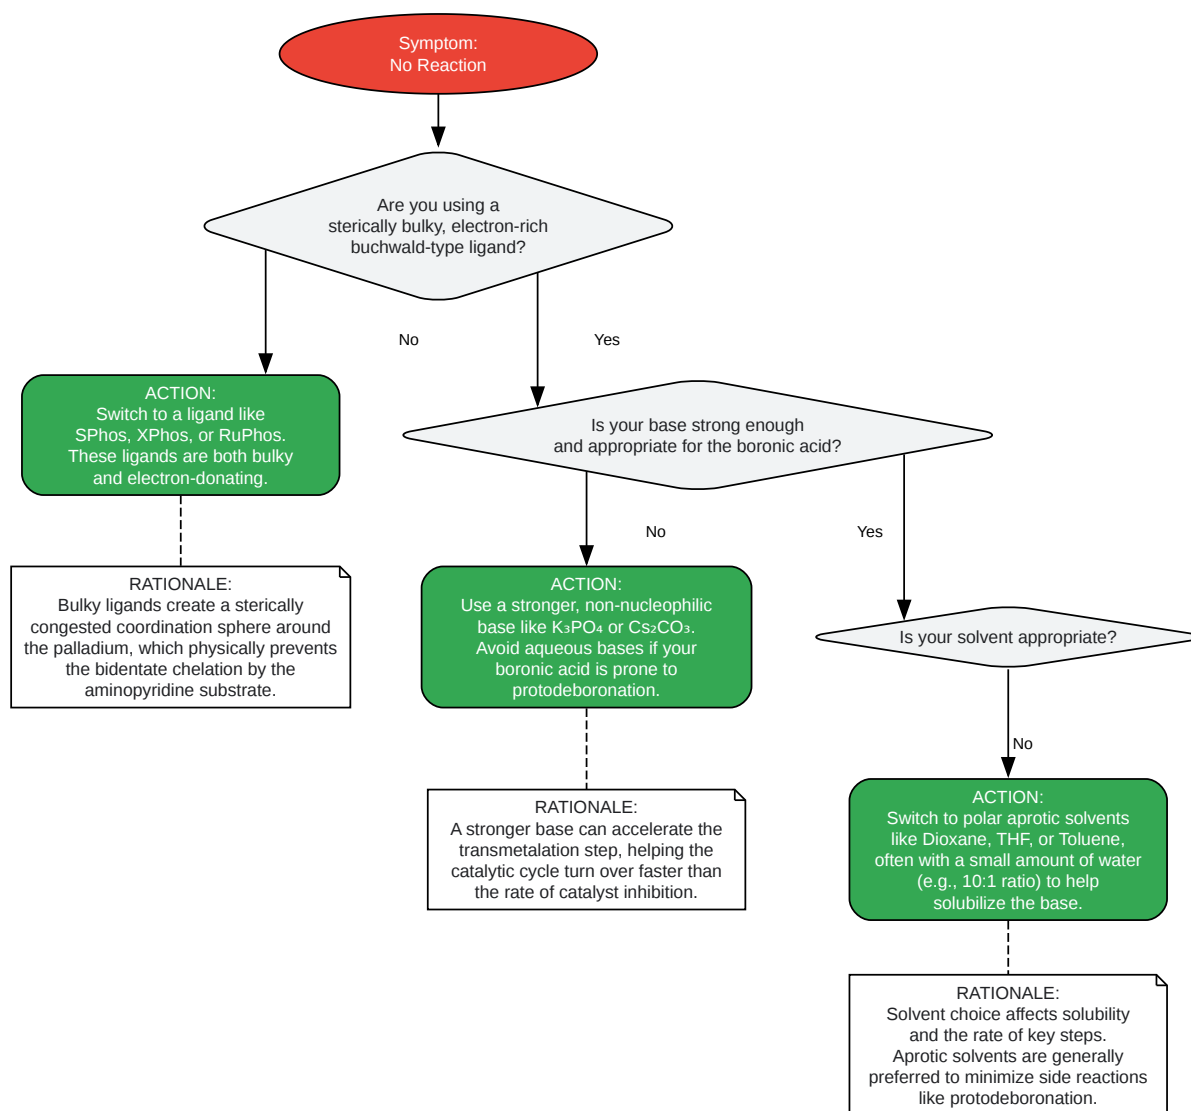 Symptom:
No Reaction
Are you using a
sterically bulky, electron-rich
buchwald-type ligand?
No
Yes
ACTION:
Switch to a ligand like
SPhos, XPhos, or RuPhos.
These ligands are both bulky
and electron-donating.
Is your base strong enough
and appropriate for the boronic acid?
RATIONALE:
Bulky ligands create a sterically
congested coordination sphere around
the palladium, which physically prevents
the bidentate chelation by the
aminopyridine substrate.
No
Yes
ACTION:
Use a stronger, non-nucleophilic
base like K₃PO₄ or Cs₂CO₃.
Avoid aqueous bases if your
boronic acid is prone to
protodeboronation.
Is your solvent appropriate?
No
RATIONALE:
A stronger base can accelerate the
transmetalation step, helping the
catalytic cycle turn over faster than
the rate of catalyst inhibition.
ACTION:
Switch to polar aprotic solvents
like Dioxane, THF, or Toluene,
often with a small amount of water
(e.g., 10:1 ratio) to help
solubilize the base.
RATIONALE:
Solvent choice affects solubility
and the rate of key steps.
Aprotic solvents are generally
preferred to minimize side reactions
like protodeboronation.